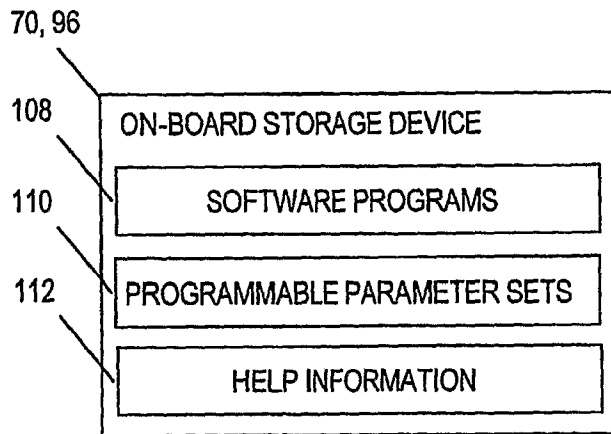 70, 96
108
ON-BOARD STORAGE DEVICE
SOFTWARE PROGRAMS
110
PROGRAMMABLE PARAMETER SETS
112
HELP INFORMATION